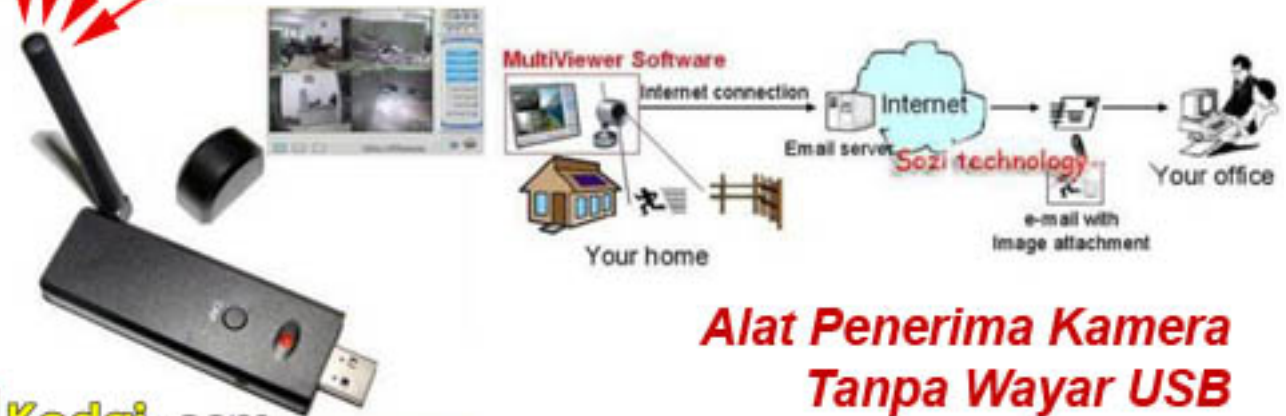 MultiViewer Software
Internet connection
Internet
Email server
Sozi technology
Your office
e-mail with
Image attachment
Your home
Alat Penerima Kamera
Tanpa Wayar USB